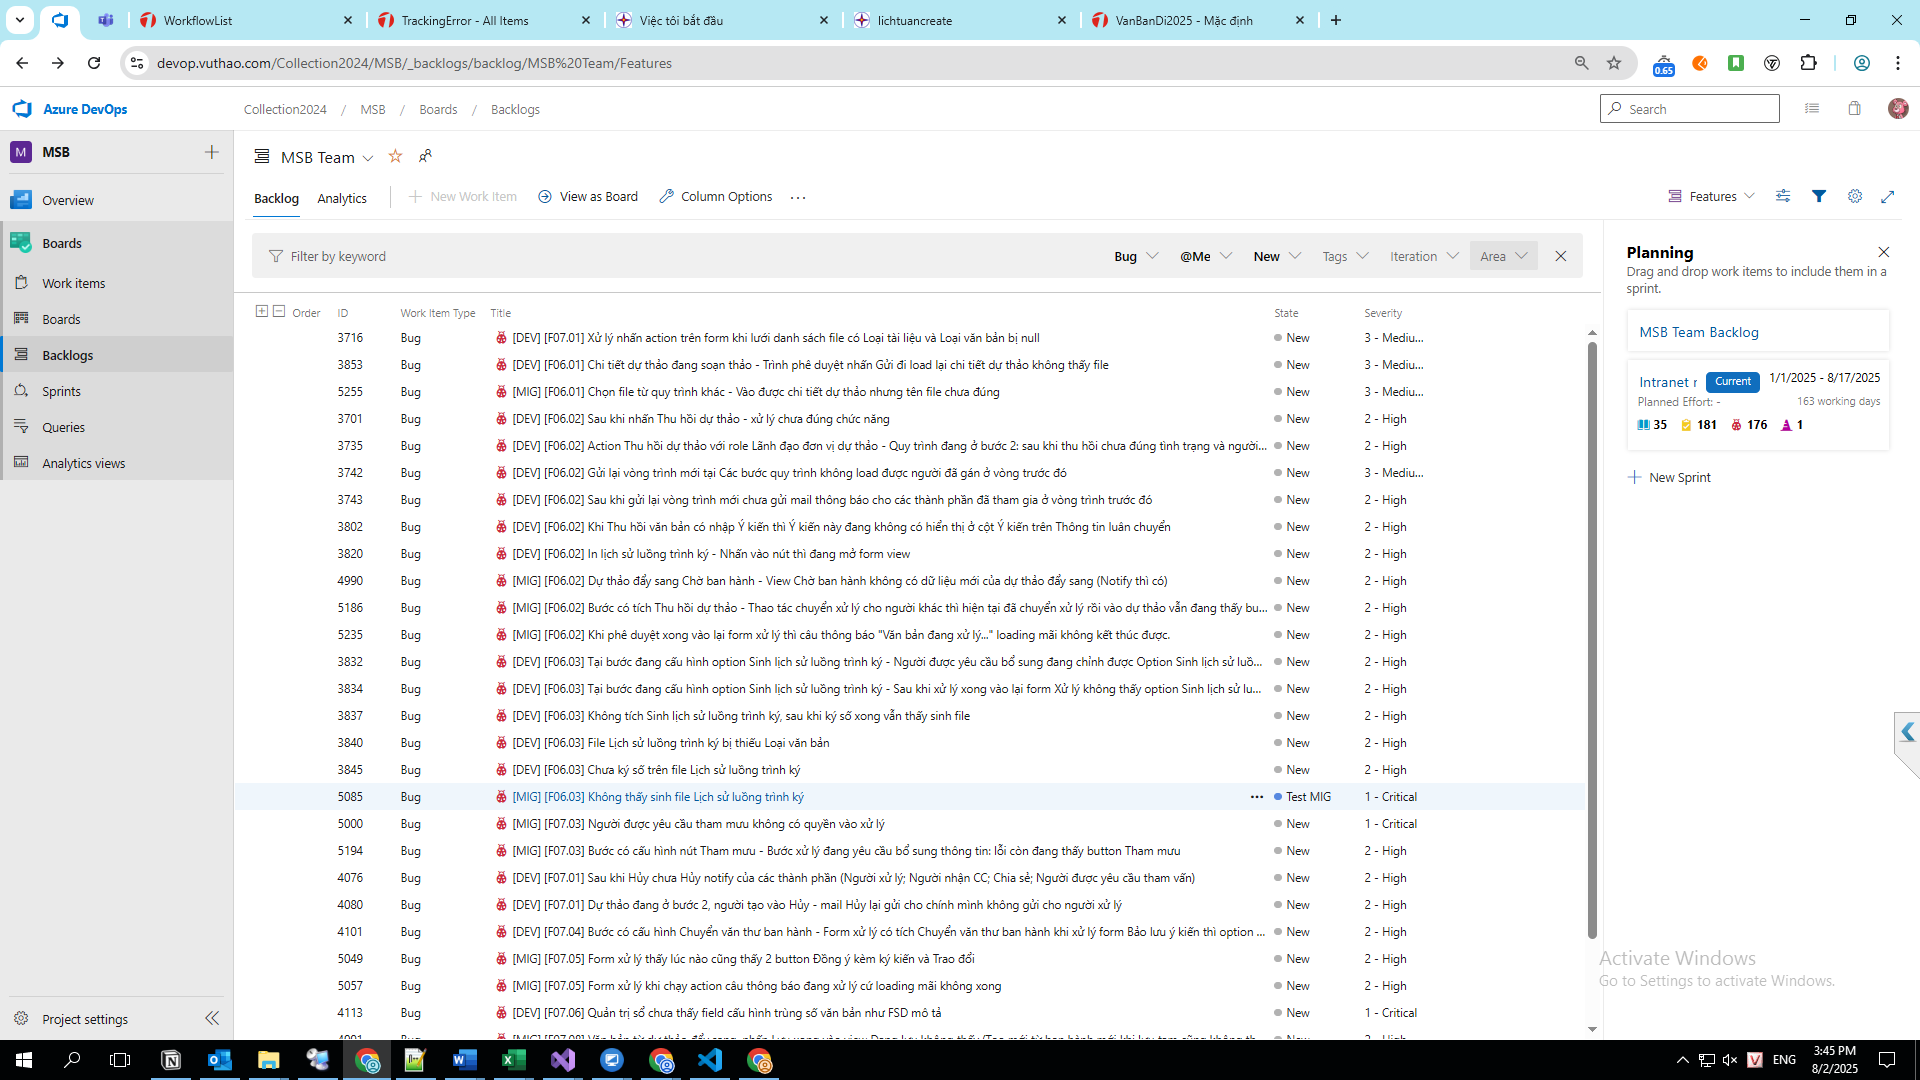 WorkflowList
TrackingError - All Items
Việc tôi bắt đầu
lichtuancreate
VanBanDi2025 - Mặc định
devop.vuthao.com/Collection2024/MSB/_backlogs/backlog/MSB%20Team/Features
0.65
Azure DevOps
Collection2024 / MSB / Boards / Backlogs
Search
M MSB
Overview
Boards
Work items
Boards
Backlogs
Sprints
Queries
Analytics views
Project settings
MSB Team
Backlog Analytics New Work Item View as Board Column Options
Features
Filter by keyword Bug @Me New Tags Iteration Area
Order ID Work Item Type Title State Severity
3716 Bug [DEV] [F07.01] Xử lý nhấn action trên form khi lưới danh sách file có Loại tài liệu và Loại văn bản bị null New 3 - Mediu...
3853 Bug [DEV] [F06.01] Chi tiết dự thảo đang soạn thảo - Trình phê duyệt nhấn Gửi đi load lại chi tiết dự thảo không thấy file New 3 - Mediu...
5255 Bug [MIG] [F06.01] Chọn file từ quy trình khác - Vào được chi tiết dự thảo nhưng tên file chưa đúng New 3 - Mediu...
3701 Bug [DEV] [F06.02] Sau khi nhấn Thu hồi dự thảo - xử lý chưa đúng chức năng New 2 - High
3735 Bug [DEV] [F06.02] Action Thu hồi dự thảo với role Lãnh đạo đơn vị dự thảo - Quy trình đang ở bước 2: sau khi thu hồi chưa đúng tình trạng và người... New 2 - High
3742 Bug [DEV] [F06.02] Gửi lại vòng trình mới tại Các bước quy trình không load được người đã gán ở vòng trước đó New 3 - Mediu...
3743 Bug [DEV] [F06.02] Sau khi gửi lại vòng trình mới chưa gửi mail thông báo cho các thành phần đã tham gia ở vòng trình trước đó New 2 - High
3802 Bug [DEV] [F06.02] Khi Thu hồi văn bản có nhập Ý kiến thì Ý kiến này đang không có hiển thị ở cột Ý kiến trên Thông tin luân chuyển New 2 - High
3820 Bug [DEV] [F06.02] In lịch sử luồng trình ký - Nhấn vào nút thì đang mở form view New 2 - High
4990 Bug [MIG] [F06.02] Dự thảo đẩy sang Chờ ban hành - View Chờ ban hành không có dữ liệu mới của dự thảo đẩy sang (Notify thì có) New 2 - High
5186 Bug [MIG] [F06.02] Bước có tích Thu hồi dự thảo - Thao tác chuyển xử lý cho người khác thì hiện tại đã chuyển xử lý rồi vào dự thảo vẫn đang thấy bu... New 2 - High
5235 Bug [MIG] [F06.02] Khi phê duyệt xong vào lại form xử lý thì câu thông báo "Văn bản đang xử lý..." loading mãi không kết thúc được. New 2 - High
3832 Bug [DEV] [F06.03] Tại bước đang cấu hình option Sinh lịch sử luồng trình ký - Người được yêu cầu bổ sung đang chỉnh được Option Sinh lịch sử luồ... New 2 - High
3834 Bug [DEV] [F06.03] Tại bước đang cấu hình option Sinh lịch sử luồng trình ký - Sau khi xử lý xong vào lại form Xử lý không thấy option Sinh lịch sử lu... New 2 - High
3837 Bug [DEV] [F06.03] Không tích Sinh lịch sử luồng trình ký, sau khi ký số xong vẫn thấy sinh file New 2 - High
3840 Bug [DEV] [F06.03] File Lịch sử luồng trình ký bị thiếu Loại văn bản New 2 - High
3845 Bug [DEV] [F06.03] Chưa ký số trên file Lịch sử luồng trình ký New 2 - High
5085 Bug [MIG] [F06.03] Không thấy sinh file Lịch sử luồng trình ký Test MIG 1 - Critical
5000 Bug [MIG] [F07.03] Người được yêu cầu tham mưu không có quyền vào xử lý New 1 - Critical
5194 Bug [MIG] [F07.03] Bước có cấu hình nút Tham mưu - Bước xử lý đang yêu cầu bổ sung thông tin: lỗi còn đang thấy button Tham mưu New 2 - High
4076 Bug [DEV] [F07.01] Sau khi Hủy chưa Hủy notify của các thành phần (Người xử lý; Người nhận CC; Chia sẻ; Người được yêu cầu tham vấn) New 2 - High
4080 Bug [DEV] [F07.01] Dự thảo đang ở bước 2, người tạo vào Hủy - mail Hủy lại gửi cho chính mình không gửi cho người xử lý New 2 - High
4101 Bug [DEV] [F07.04] Bước có cấu hình Chuyển văn thư ban hành - Form xử lý có tích Chuyển văn thư ban hành khi xử lý form Bảo lưu ý kiến thì option ... New 2 - High
5049 Bug [MIG] [F07.05] Form xử lý thấy lúc nào cũng thấy 2 button Đồng ý kèm ký kiến và Trao đổi New 2 - High
5057 Bug [MIG] [F07.05] Form xử lý khi chạy action câu thông báo đang xử lý cứ loading mãi không xong New 2 - High
4113 Bug [DEV] [F07.06] Quản trị sổ chưa thấy field cấu hình trùng số văn bản như FSD mô tả New 1 - Critical
Planning
Drag and drop work items to include them in a
sprint.
MSB Team Backlog
Intranet Current 1/1/2025 - 8/17/2025
Planned Effort: - 163 working days
35 181 176 1
New Sprint
Activate Windows
Go to Settings to activate Windows.
ENG
3:45 PM
8/2/2025